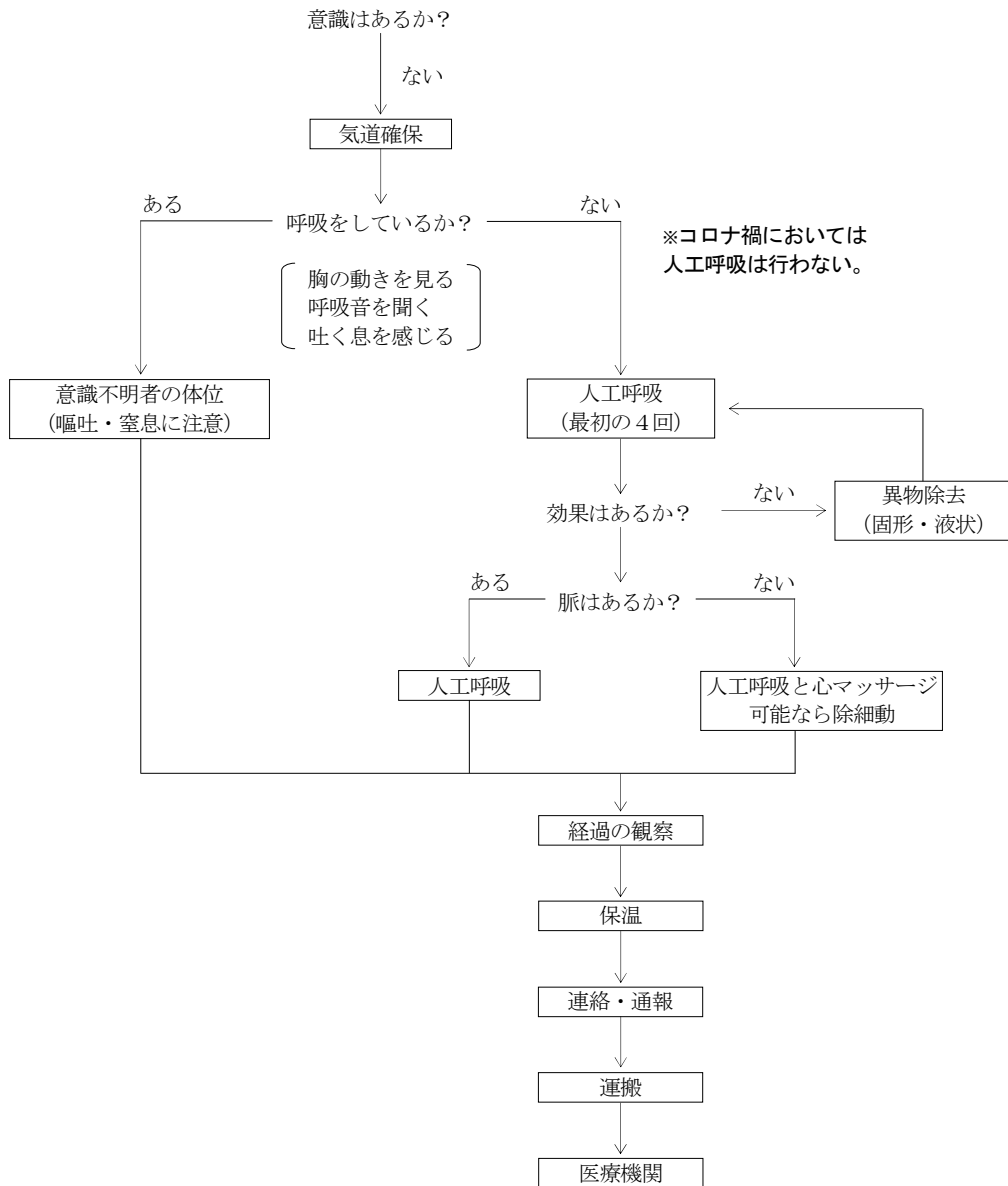 意識はあるか？
ない
気道確保
ある
呼吸をしているか？
ない
※コロナ禍においては
人工呼吸は行わない。
胸の動きを見る
呼吸音を聞く
吐く息を感じる
意識不明者の体位
（嘔吐・窒息に注意）
人工呼吸
（最初の４回）
効果はあるか？
ない
異物除去
（固形・液状）
ある
脈はあるか？
ない
人工呼吸
人工呼吸と心マッサージ
可能なら除細動
経過の観察
保温
連絡・通報
運搬
医療機関